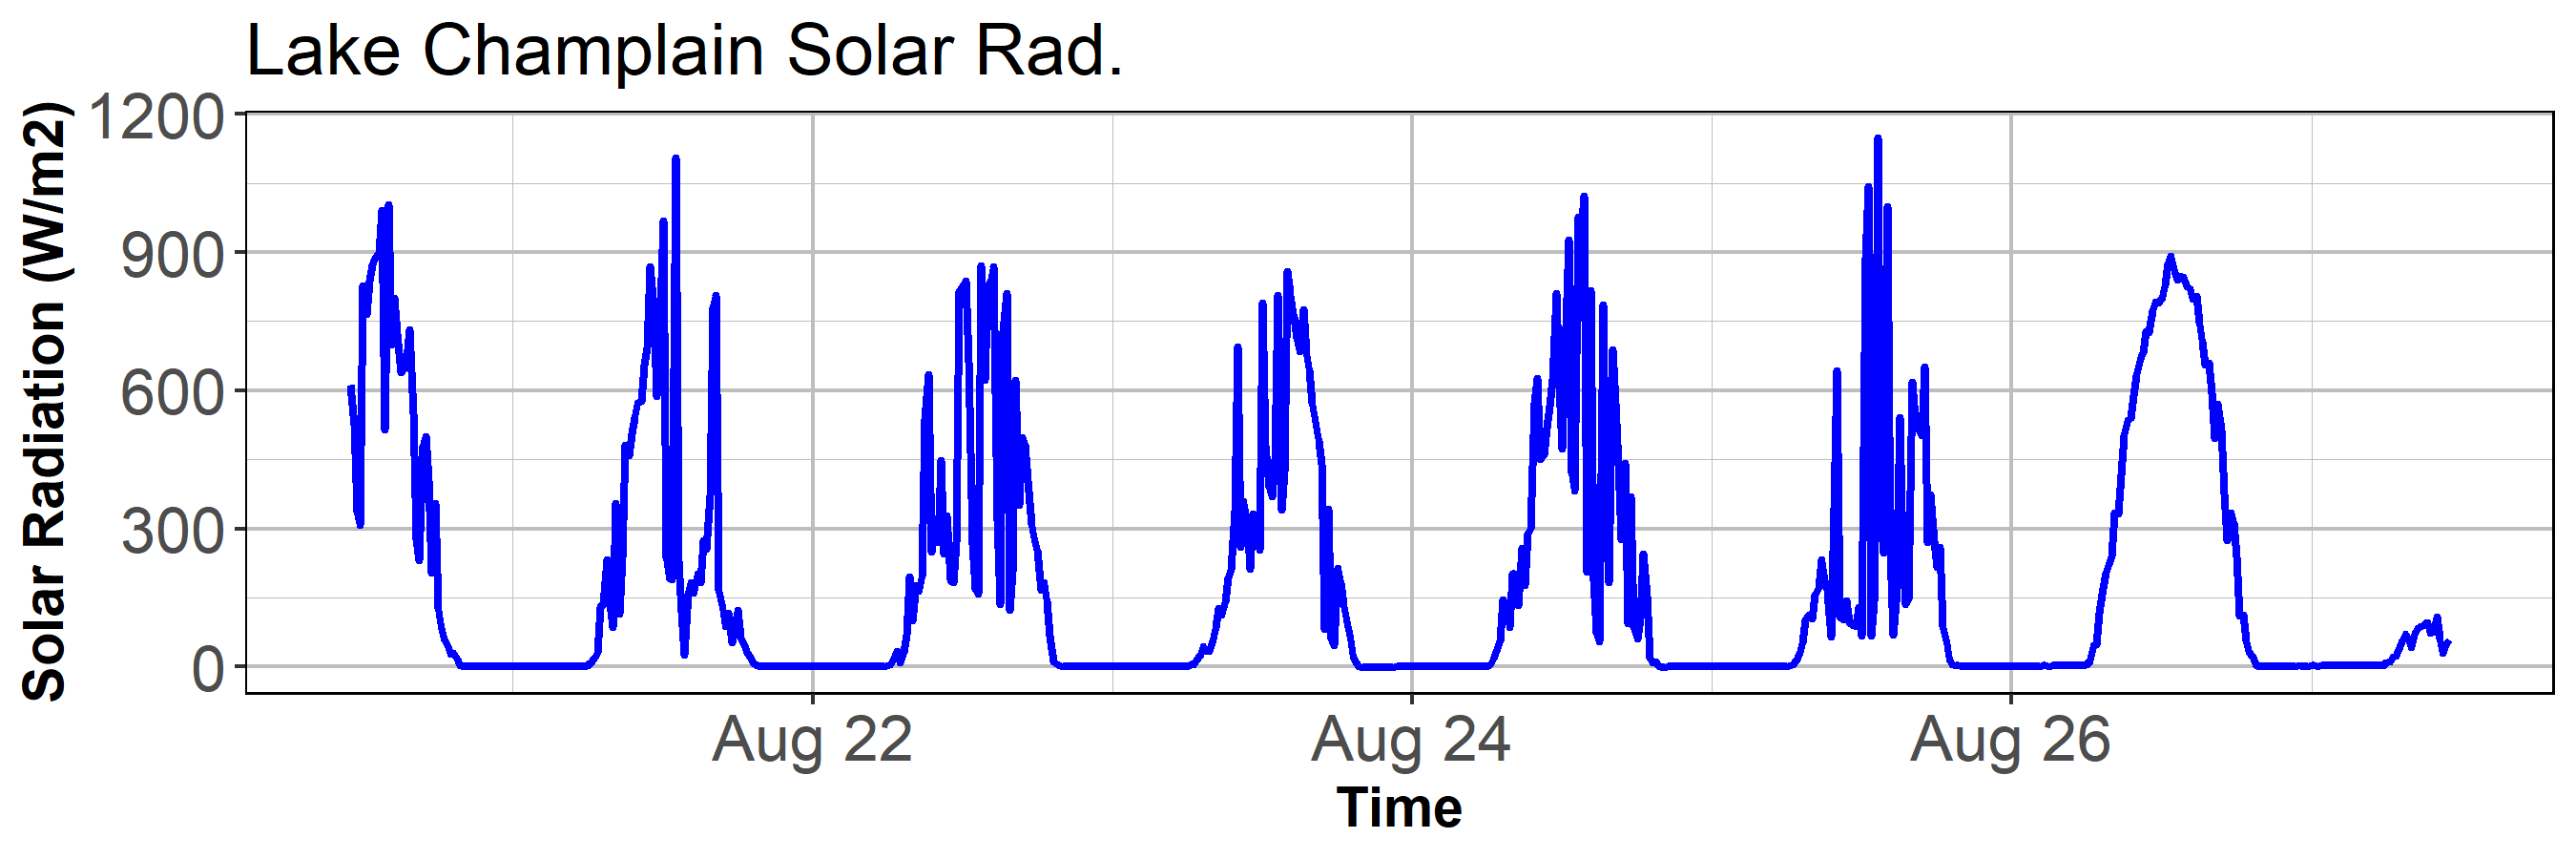 Lake Champlain Solar Rad.
Solar Radiation (W/m2)
1200
900
600
300
0
Aug 22 Aug 24 Aug 26
Time